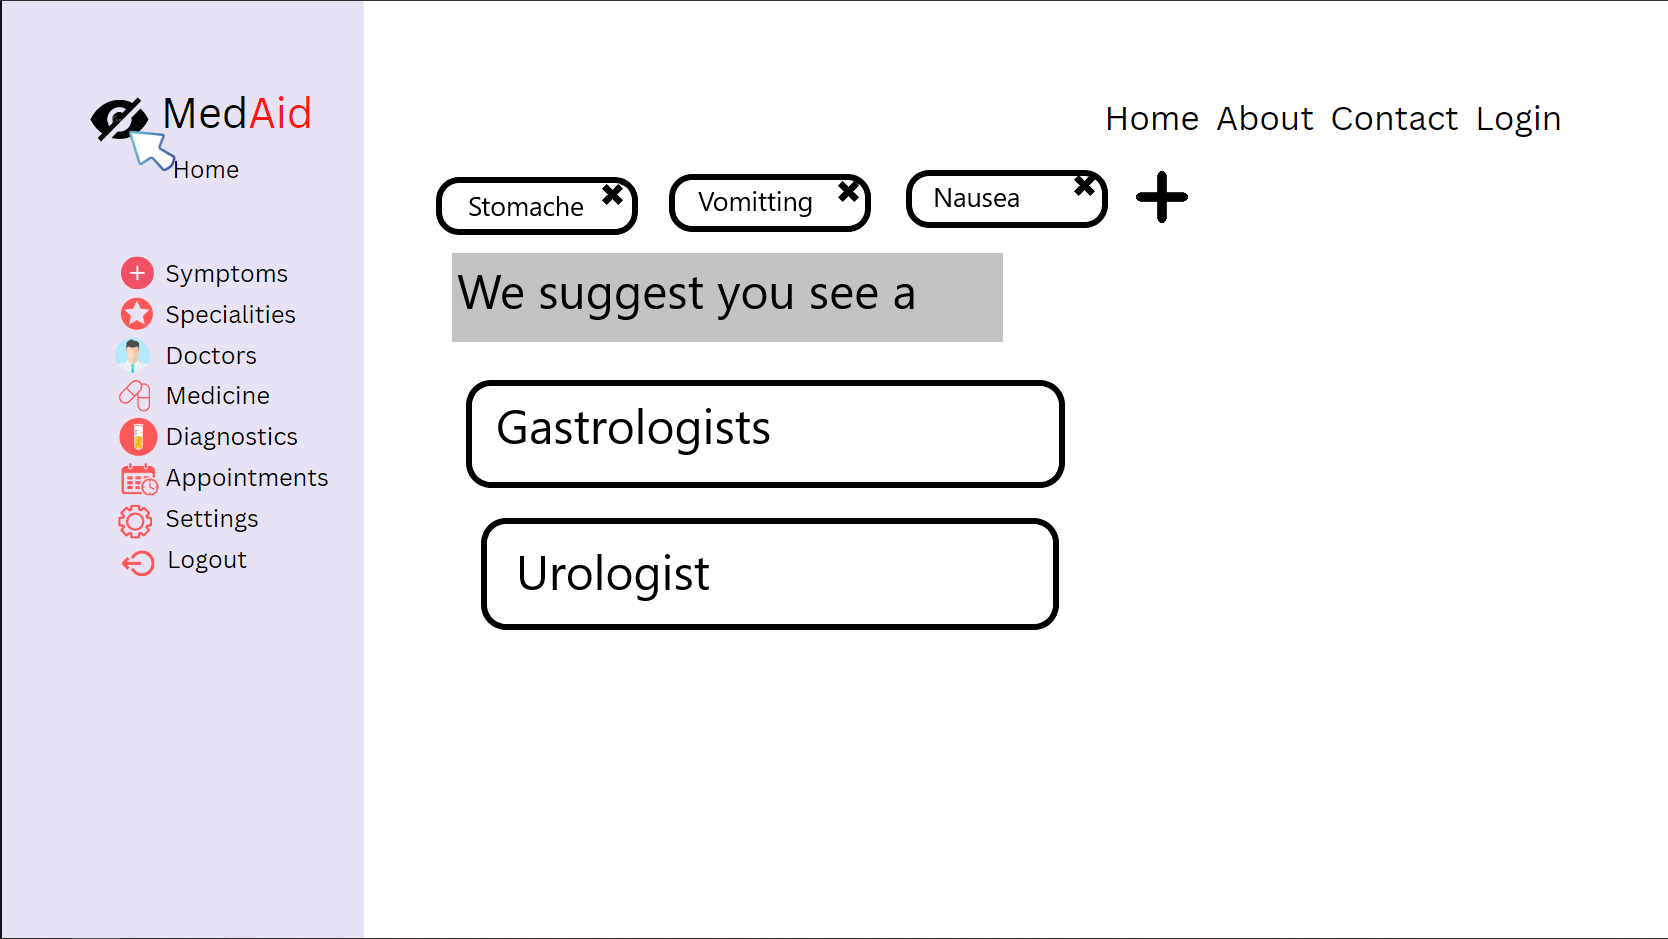 MedAid
Home
Symptoms
Specialities
Doctors
Medicine
Diagnostics
Appointments
Settings
Logout
Home About Contact Login
Stomache Vomitting Nausea
We suggest you see a
Gastrologists
Urologist